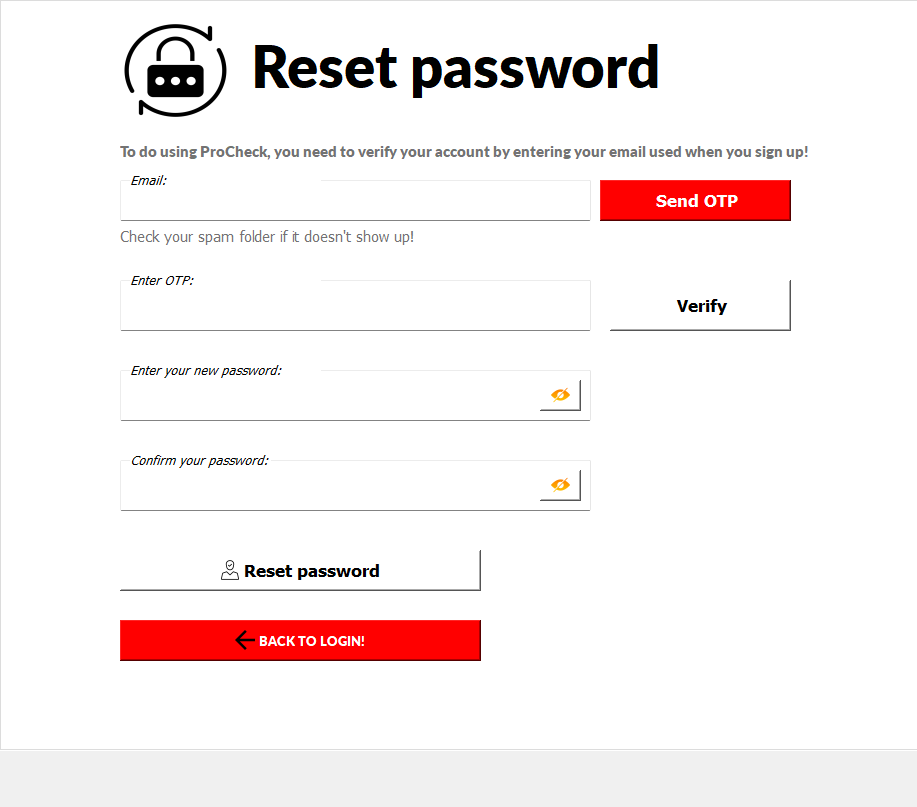 Reset password
To do using ProCheck, you need to verify your account by entering your email used when you sign up!
Email:
Send OTP
Check your spam folder if it doesn't show up!
Enter OTP:
Verify
Enter your new password:
Confirm your password:
Reset password
BACK TO LOGIN!